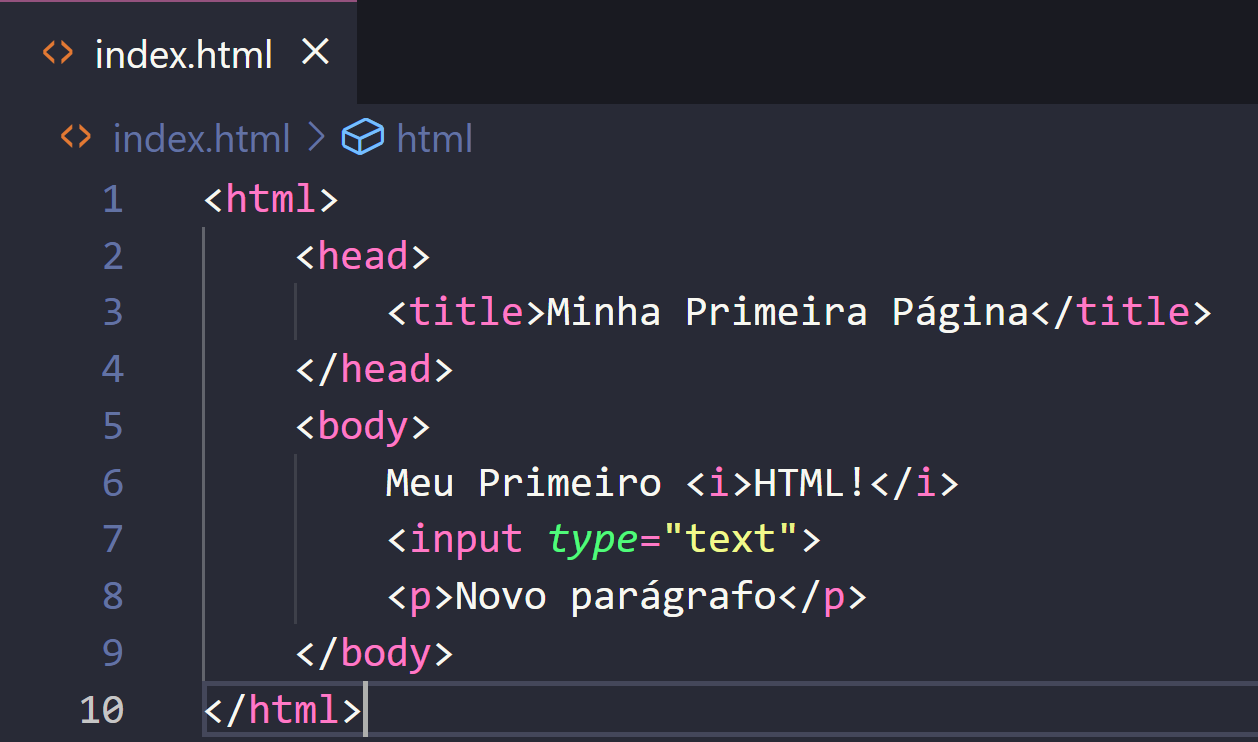 index.html
index.html > html
1 <html>
2     <head>
3         <title>Minha Primeira Página</title>
4     </head>
5     <body>
6         Meu Primeiro <i>HTML!</i>
7         <input type="text">
8         <p>Novo parágrafo</p>
9     </body>
10 </html>